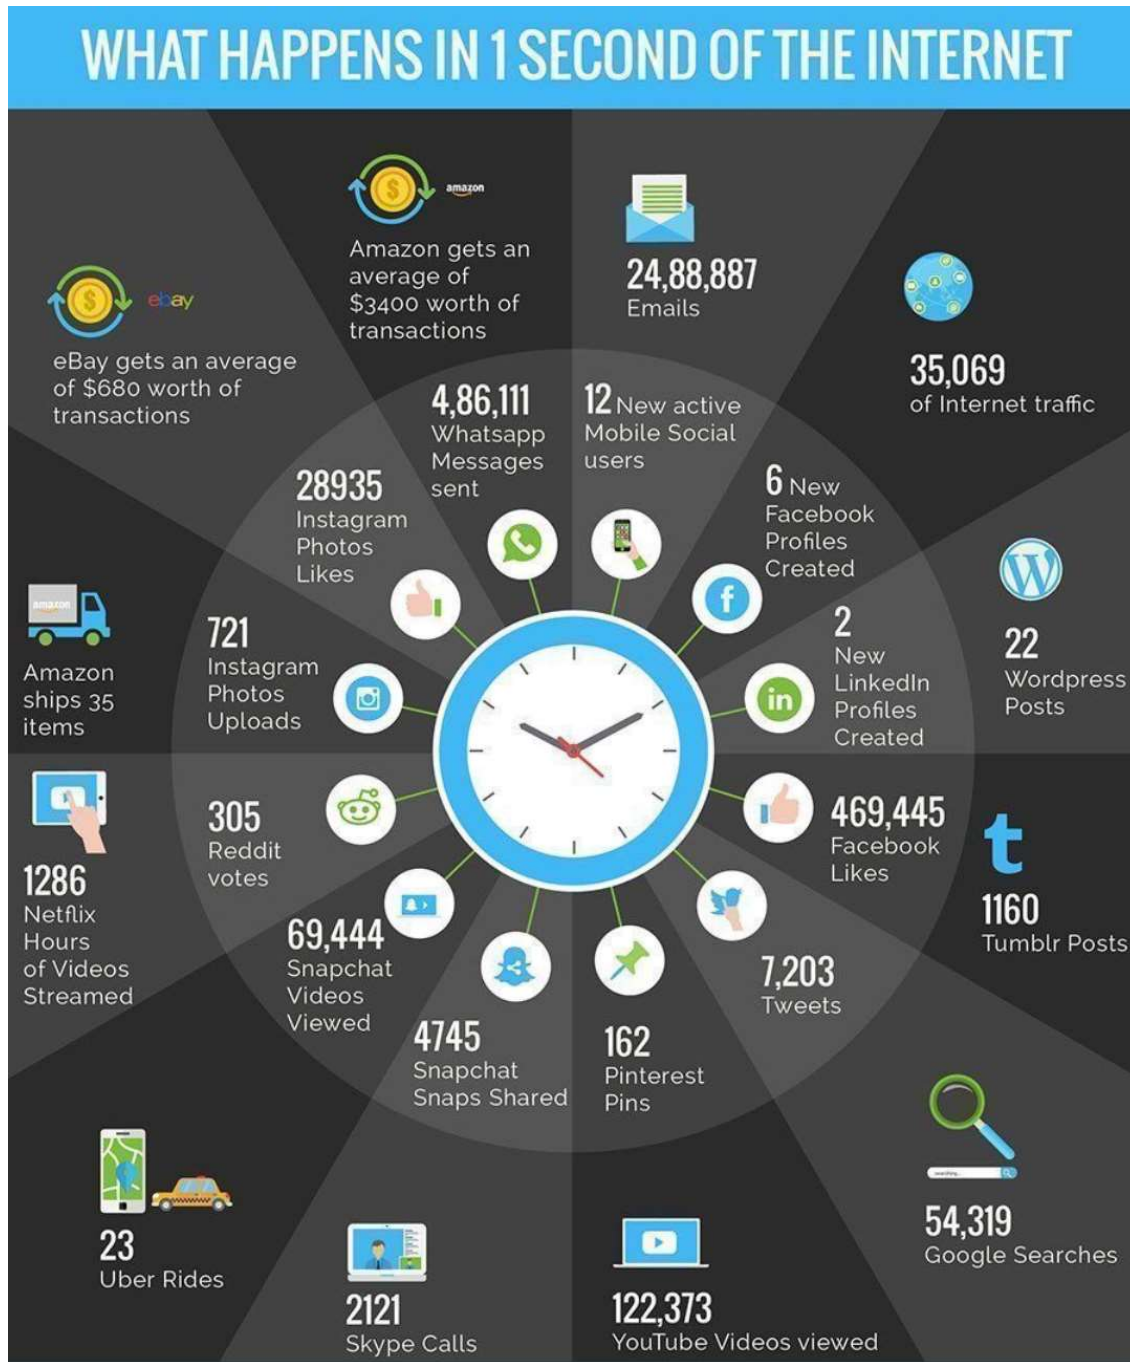 WHAT HAPPENS IN 1 SECOND OF THE INTERNET
amazon
Amazon gets an
average of
$3400 worth of
transactions
24,88,887
Emails
ebay
eBay gets an average
of $680 worth of
transactions
35,069
of Internet traffic
4,86,111
Whatsapp
Messages
sent
12 New active
Mobile Social
users
28935
Instagram
Photos
Likes
6 New
Facebook
Profiles
Created
f
amazon
Amazon
ships 35
items
721
Instagram
Photos
Uploads
in
2
New
LinkedIn
Profiles
Created
W
22
Wordpress
Posts
1286
Netflix
Hours
of Videos
Streamed
305
Reddit
votes
469,445
Facebook
Likes
t
1160
Tumblr Posts
69,444
Snapchat
Videos
Viewed
4745
Snapchat
Snaps Shared
162
Pinterest
Pins
7,203
Tweets
23
Uber Rides
2121
Skype Calls
122,373
YouTube Videos viewed
54,319
Google Searches